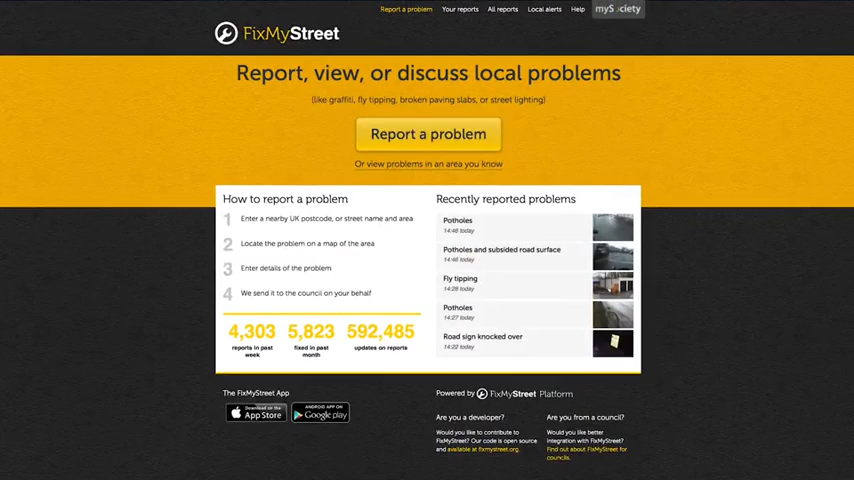 Report a problem Your reports All reports Local alerts Help
FixMyStreet
Report, view, or discuss local problems
(like graffiti, fly tipping, broken paving slabs, or street lighting)
Report a problem
Or view problems in an area you know
How to report a problem
1 Enter a nearby UK postcode, or street name and area
2 Locate the problem on a map of the area
3 Enter details of the problem
4 We send it to the council on your behalf
4,303
reports in past
week
5,823
fixed in past
month
592,485
updates on reports
Recently reported problems
Potholes
14:46 today
Potholes and subsided road surface
14:46 today
Fly tipping
14:28 today
Potholes
14:27 today
Road sign knocked over
14:22 today
The FixMyStreet App
Download on the
App Store
ANDROID APP ON
Google play
Powered by FixMyStreet Platform
Are you a developer?
Would you like to contribute to
FixMyStreet? Our code is open source
and available at fixmystreet.org.
Are you from a council?
Would you like better
integration with FixMyStreet?
Find out about FixMyStreet for
councils.